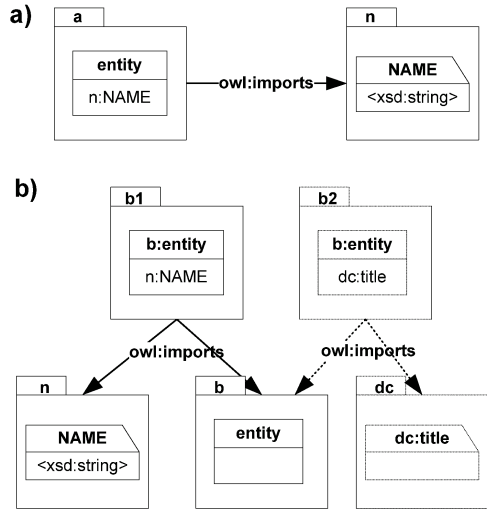 a)
a
n
entity
n:NAME
owl:imports
NAME
<xsd:string>
b)
b1
b2
b:entity
n:NAME
b:entity
dc:title
owl:imports
owl:imports
n
b
dc
NAME
<xsd:string>
entity
dc:title